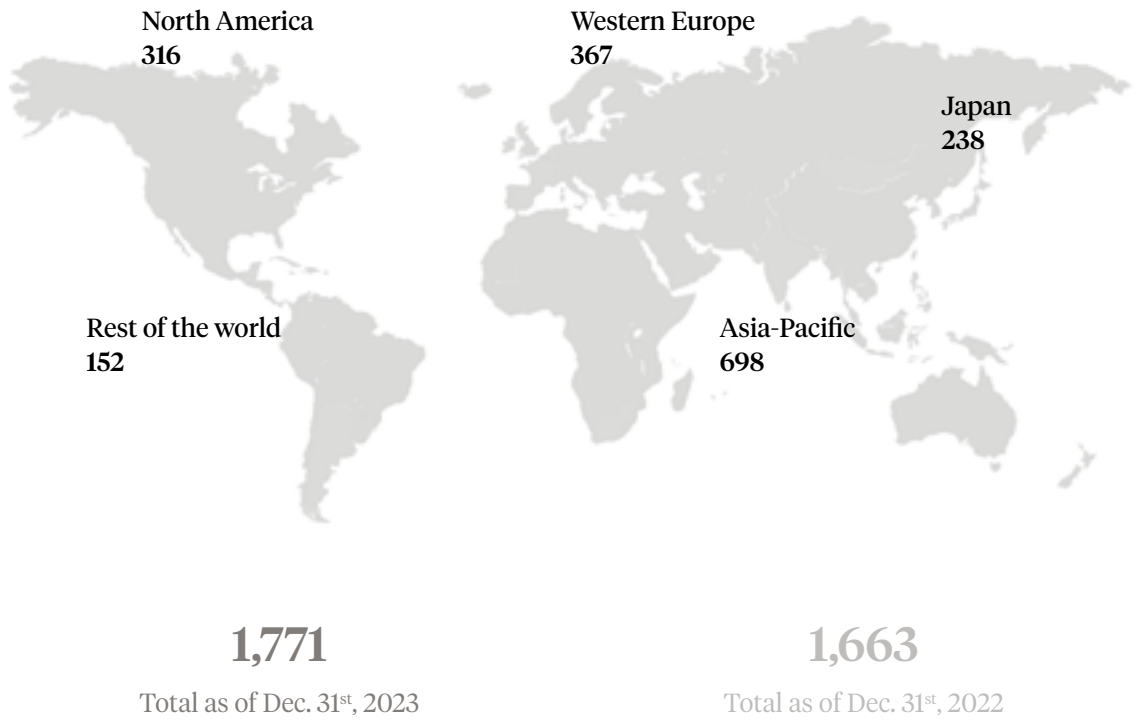 North America
316
Western Europe
367
Japan
238
Rest of the world
152
Asia-Pacific
698
1,771
Total as of Dec. 31st, 2023
1,663
Total as of Dec. 31st, 2022